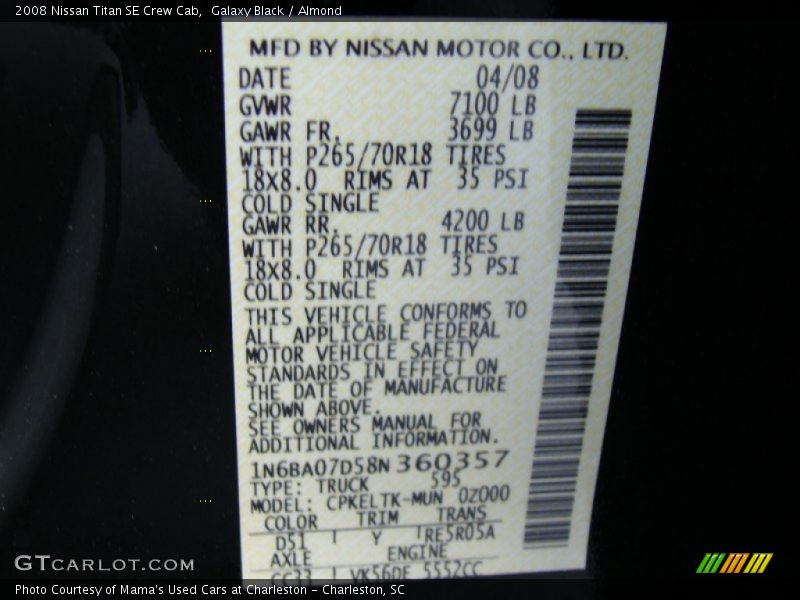 2008 Nissan Titan SE Crew Cab,  Galaxy Black / Almond
MFD BY NISSAN MOTOR CO., LTD.
DATE 04/08
GVWR 7100 LB
GAWR FR. 3699 LB
WITH P265/70R18 TIRES
18X8.0 RIMS AT 35 PSI
COLD SINGLE
GAWR RR. 4200 LB
WITH P265/70R18 TIRES
18X8.0 RIMS AT 35 PSI
COLD SINGLE
THIS VEHICLE CONFORMS TO
ALL APPLICABLE FEDERAL
MOTOR VEHICLE SAFETY
STANDARDS IN EFFECT ON
THE DATE OF MANUFACTURE
SHOWN ABOVE.
SEE OWNERS MANUAL FOR
ADDITIONAL INFORMATION.
1N6BA07D58N360357
TYPE: TRUCK 595
MODEL: CPKELTK-MUN 0Z000
COLOR TRIM TRANS
D51 Y RE5R05A
AXLE ENGINE
CC33 VK56DE 5552CC
GTCARLOT.COM
Photo Courtesy of Mama's Used Cars at Charleston - Charleston, SC